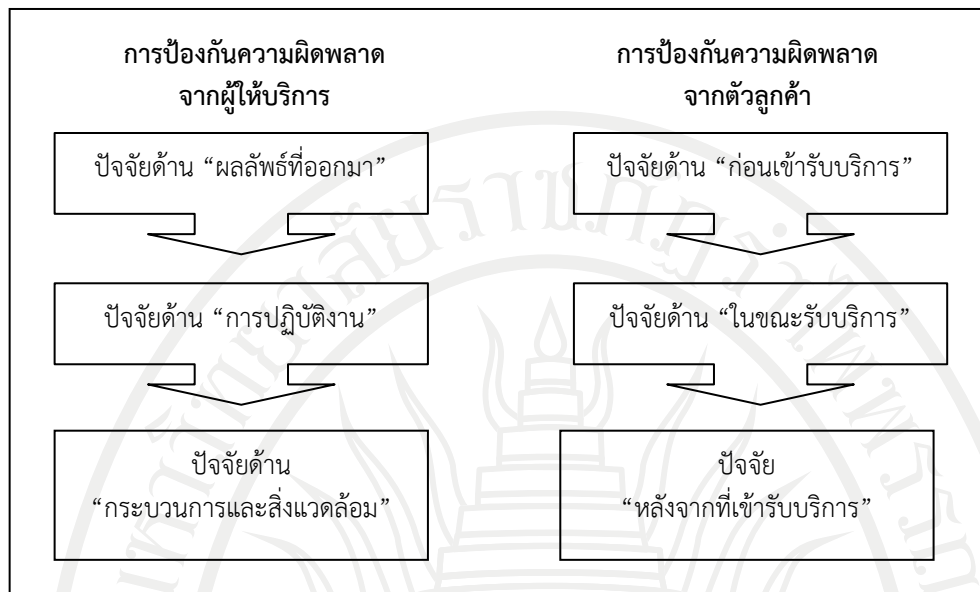 การป้องกันความผิดพลาด
จากผู้ให้บริการ
ปัจจัยด้าน “ผลลัพธ์ที่ออกมา”
ปัจจัยด้าน “การปฏิบัติงาน”
ปัจจัยด้าน
“กระบวนการและสิ่งแวดล้อม”
การป้องกันความผิดพลาด
จากตัวลูกค้า
ปัจจัยด้าน “ก่อนเข้ารับบริการ”
ปัจจัยด้าน “ในขณะรับบริการ”
ปัจจัย
“หลังจากที่เข้ารับบริการ”